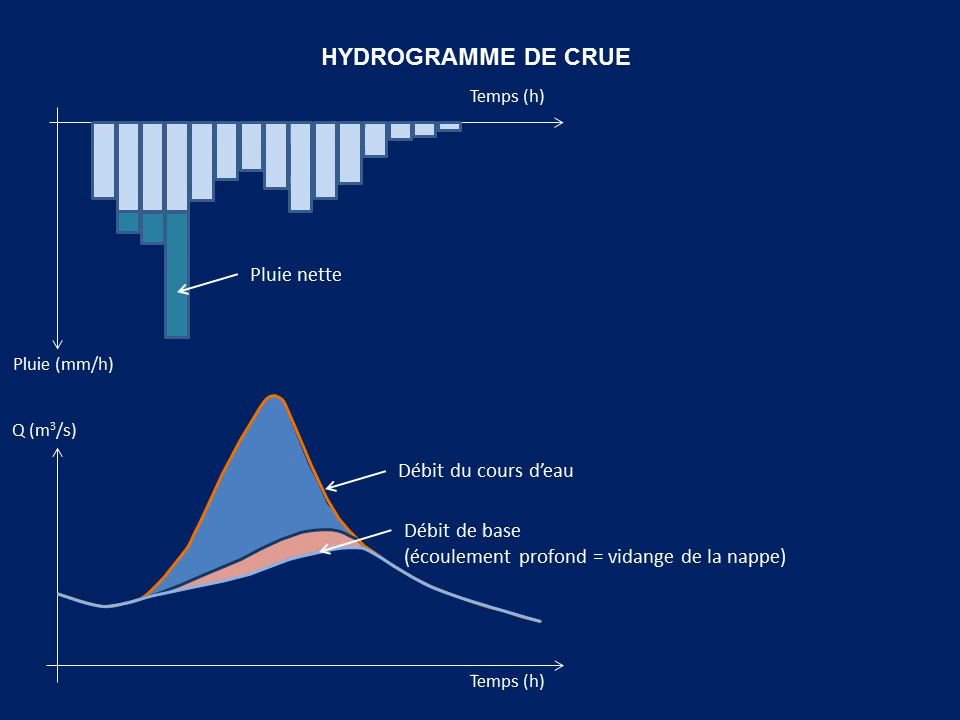 HYDROGRAMME DE CRUE
Temps (h)
Pluie nette
Pluie (mm/h)
Q (m³/s)
Débit du cours d’eau
Débit de base
(écoulement profond = vidange de la nappe)
Temps (h)